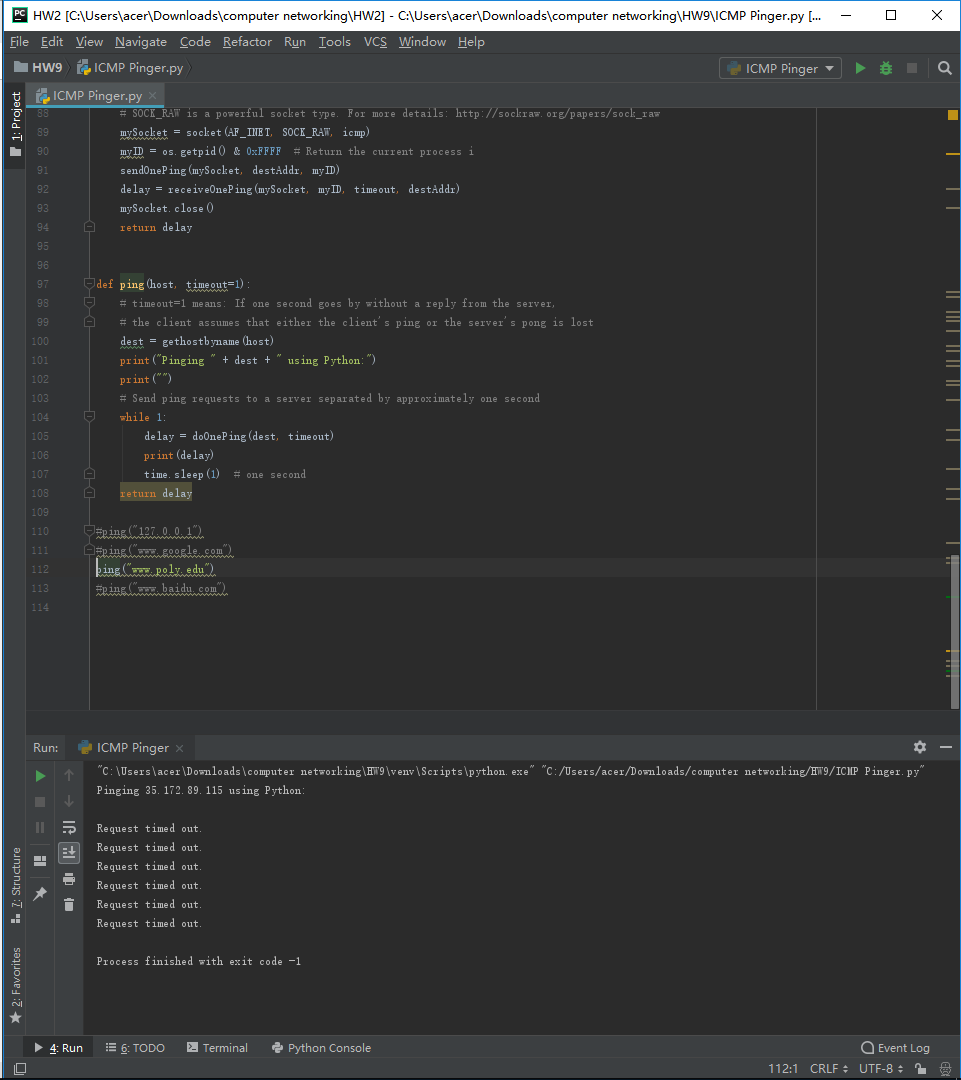 HW2 [C:\Users\acer\Downloads\computer networking\HW2] - C:\Users\acer\Downloads\computer networking\HW9\ICMP Pinger.py [...
File Edit View Navigate Code Refactor Run Tools VCS Window Help
HW9 ICMP Pinger.py ICMP Pinger
ICMP Pinger.py
1: Project
88 # SOCK_RAW is a powerful socket type. For more details: http://sockraw.org/papers/sock_raw
89 mySocket = socket(AF_INET, SOCK_RAW, icmp)
90 myID = os.getpid() & 0xFFFF # Return the current process i
91 sendOnePing(mySocket, destAddr, myID)
92 delay = receiveOnePing(mySocket, myID, timeout, destAddr)
93 mySocket.close()
94 return delay
95
96
97 def ping(host, timeout=1):
98 # timeout=1 means: If one second goes by without a reply from the server,
99 # the client assumes that either the client's ping or the server's pong is lost
100 dest = gethostbyname(host)
101 print("Pinging " + dest + " using Python:")
102 print("")
103 # Send ping requests to a server separated by approximately one second
104 while 1:
105 delay = doOnePing(dest, timeout)
106 print(delay)
107 time.sleep(1) # one second
108 return delay
109
110 #ping("127.0.0.1")
111 #ping("www.google.com")
112 ping("www.poly.edu")
113 #ping("www.baidu.com")
114
Run: ICMP Pinger
"C:\Users\acer\Downloads\computer networking\HW9\venv\Scripts\python.exe" "C:/Users/acer/Downloads/computer networking/HW9/ICMP Pinger.py"
Pinging 35.172.89.115 using Python:
Request timed out.
Request timed out.
Request timed out.
Request timed out.
Request timed out.
Request timed out.
Process finished with exit code -1
7: Structure
2: Favorites
4: Run 6: TODO Terminal Python Console Event Log
112:1 CRLF UTF-8